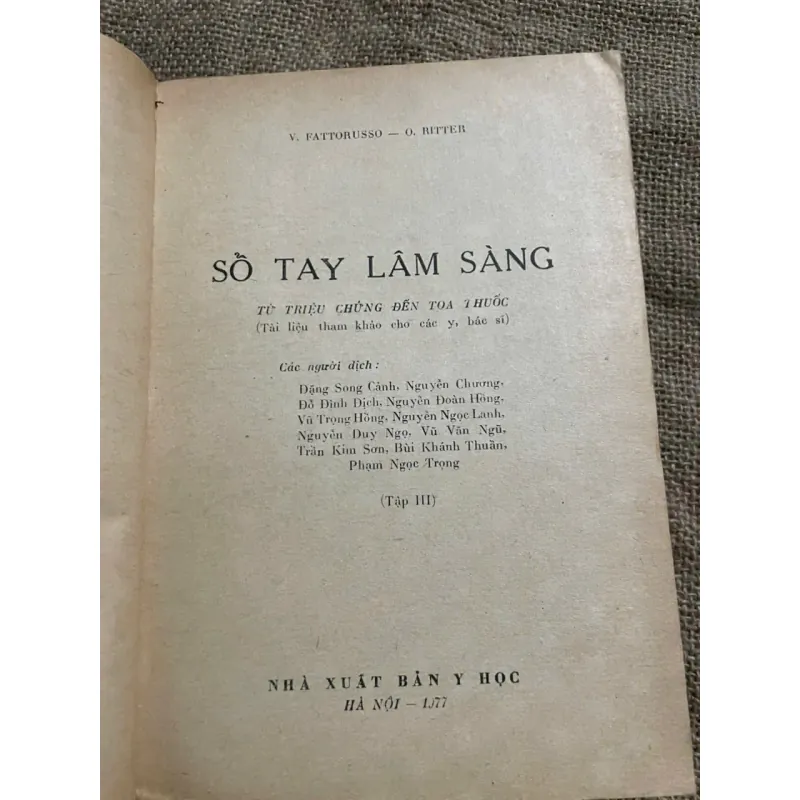 V. FATTORUSSO — O. RITTER
SỔ TAY LÂM SÀNG
TỪ TRIỆU CHỨNG ĐẾN TOA THUỐC
(Tài liệu tham khảo cho các y, bác sĩ)
Các người dịch :
Đặng Song Cảnh, Nguyễn Chương,
Đỗ Đình Dịch, Nguyễn Đoàn Hồng,
Vũ Trọng Hồng, Nguyễn Ngọc Lanh,
Nguyễn Duy Ngọ, Vũ Văn Ngũ,
Trần Kim Sơn, Bùi Khánh Thuần,
Phạm Ngọc Trọng
(Tập III)
NHÀ XUẤT BẢN Y HỌC
HÀ NỘI — 1977